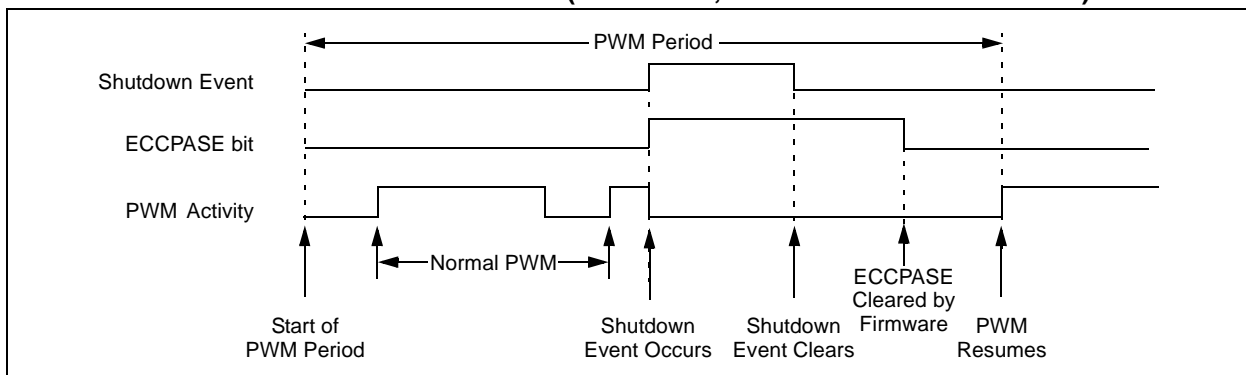 PWM Period
Shutdown Event
ECCPASE bit
PWM Activity
Normal PWM
Start of
PWM Period
Shutdown
Event Occurs
Shutdown
Event Clears
ECCPASE
Cleared by
Firmware
PWM
Resumes